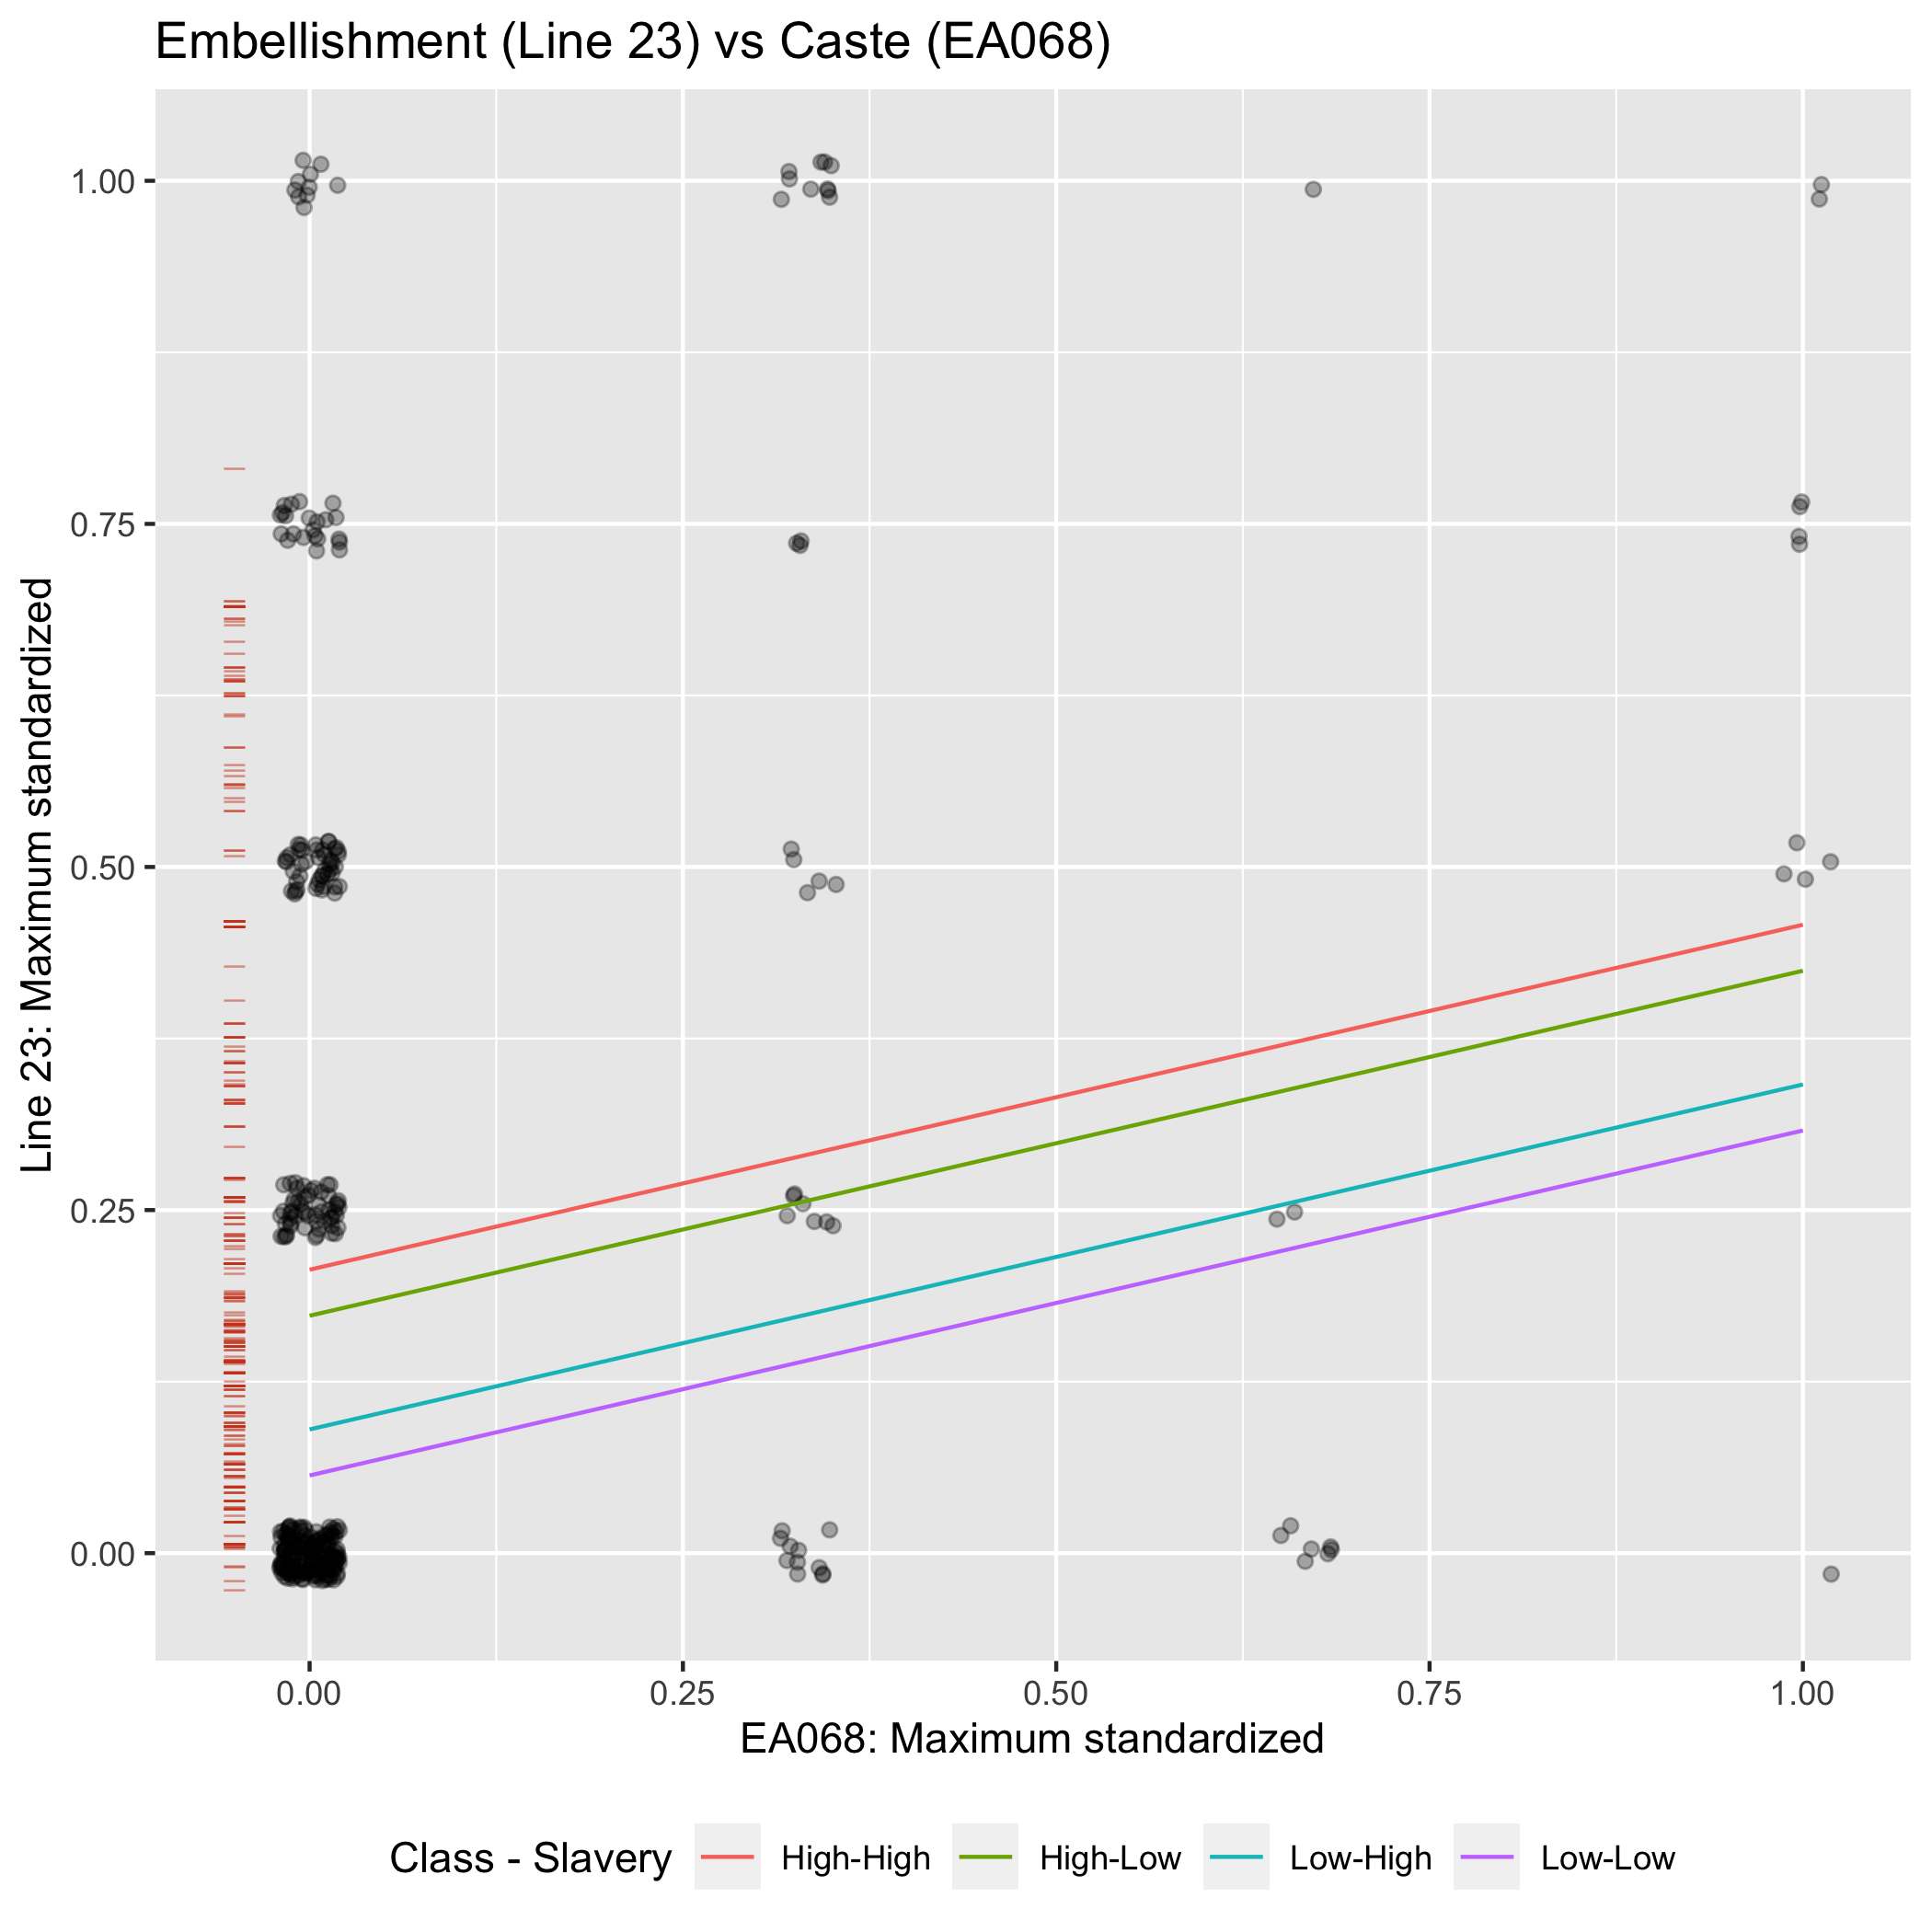 Embellishment (Line 23) vs Caste (EA068)
Line 23: Maximum standardized
1.00
0.75
0.50
0.25
0.00
0.00 0.25 0.50 0.75 1.00
EA068: Maximum standardized
Class - Slavery High-High High-Low Low-High Low-Low